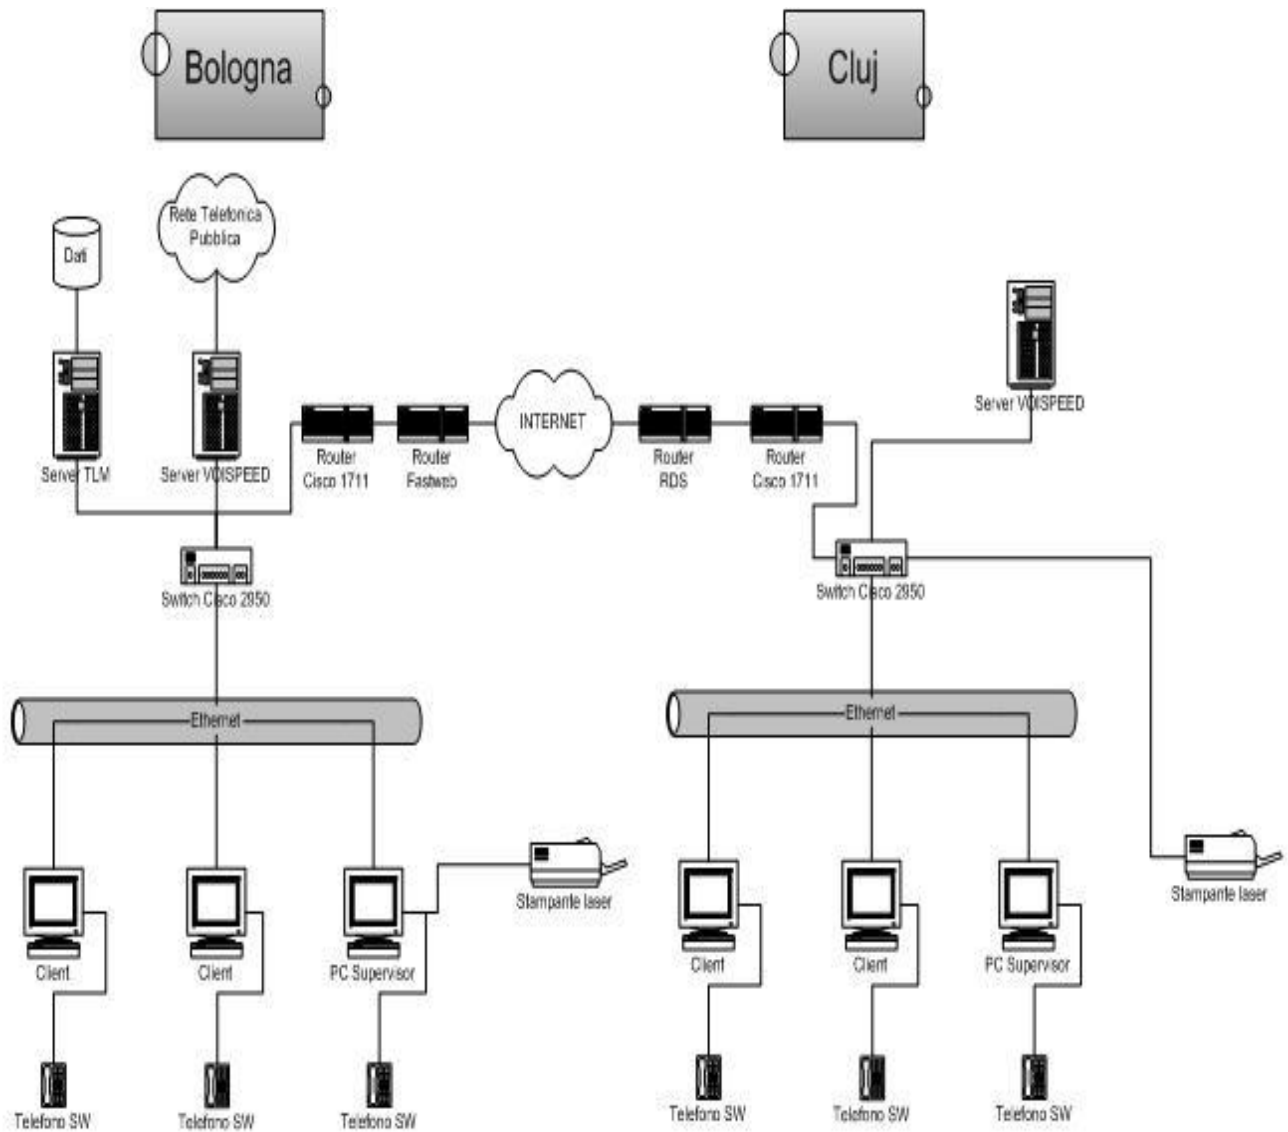 Bologna
Cluj
Rete Telefonica
Pubblica
Dati
INTERNET
Server VOISPEED
Server TLM
Server VOISPEED
Router
Cisco 1711
Router
Fastweb
Router
RDS
Router
Cisco 1711
Switch Cisco 2950
Switch Cisco 2950
Ethernet
Ethernet
Stampante laser
Stampante laser
Client
Client
PC Supervisor
Client
Client
PC Supervisor
Telefono SW
Telefono SW
Telefono SW
Telefono SW
Telefono SW
Telefono SW